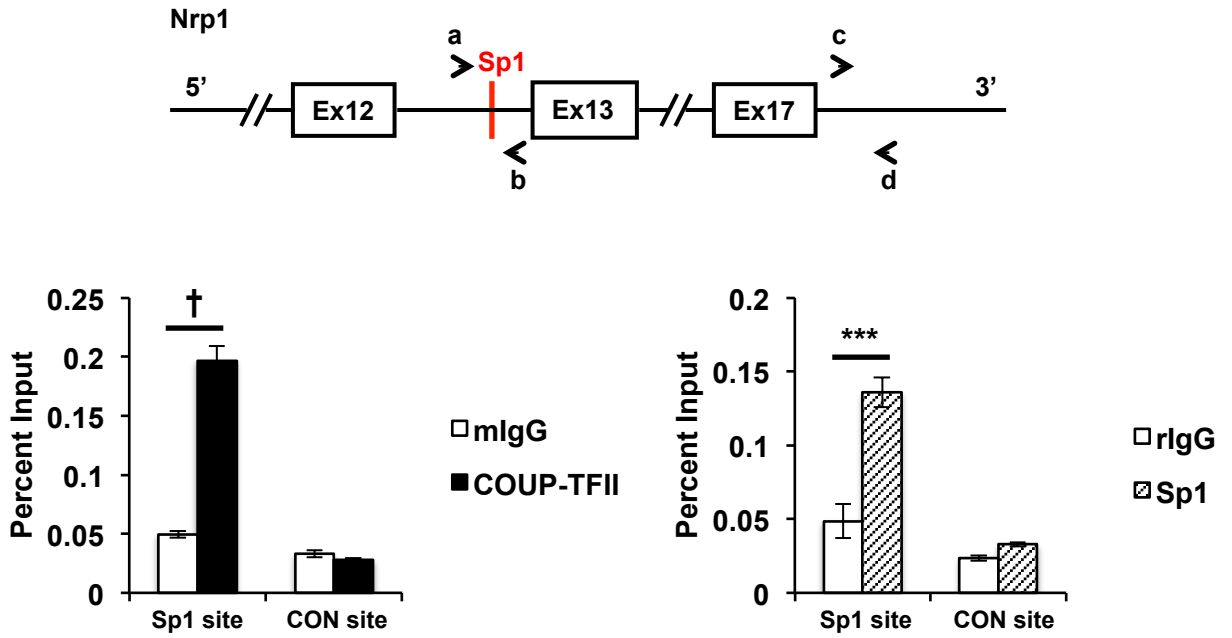 Nrp1
a
Sp1
c
5’
3’
Ex12
Ex13
Ex17
b
d
Percent Input
0.25
0.2
0.15
0.1
0.05
0
†
Sp1 site
CON site
mIgG
COUP-TFII
Percent Input
0.2
0.15
0.1
0.05
0
***
Sp1 site
CON site
rIgG
Sp1